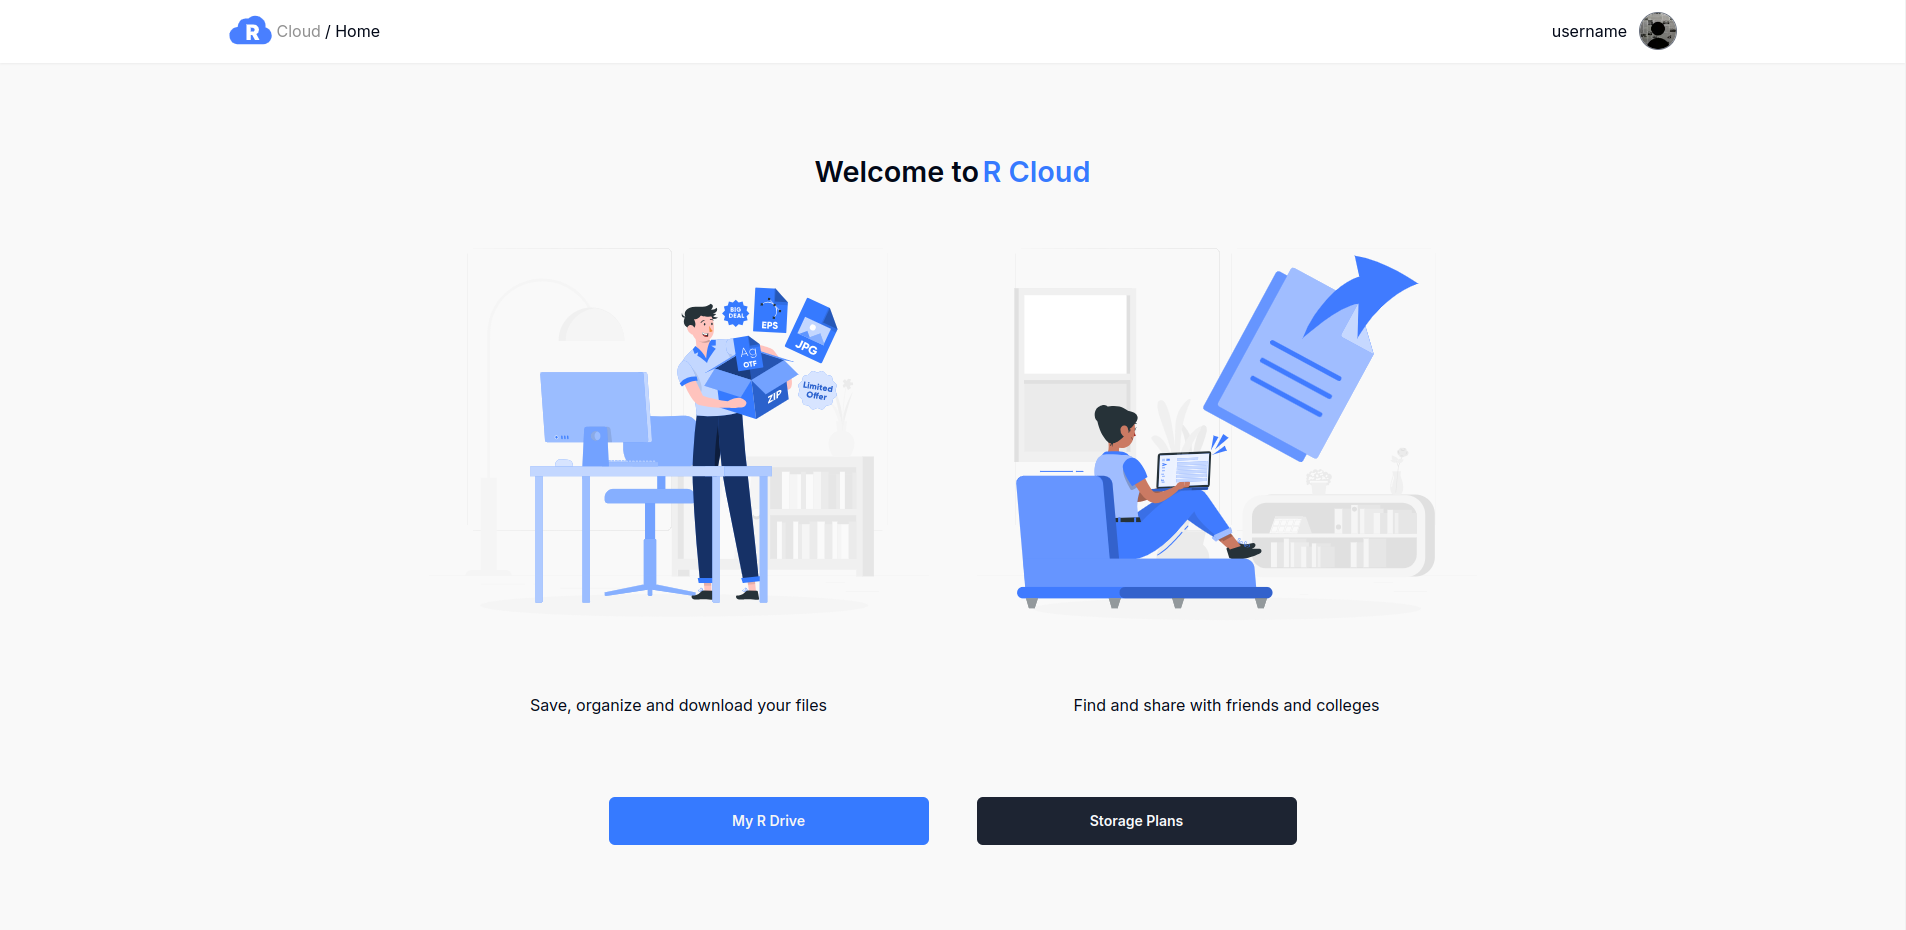 R Cloud / Home
username
Welcome to R Cloud
BIG
DEAL
EPS
JPG
Ag
OTF
ZIP
Limited
Offer
Save, organize and download your files
Find and share with friends and colleges
My R Drive
Storage Plans